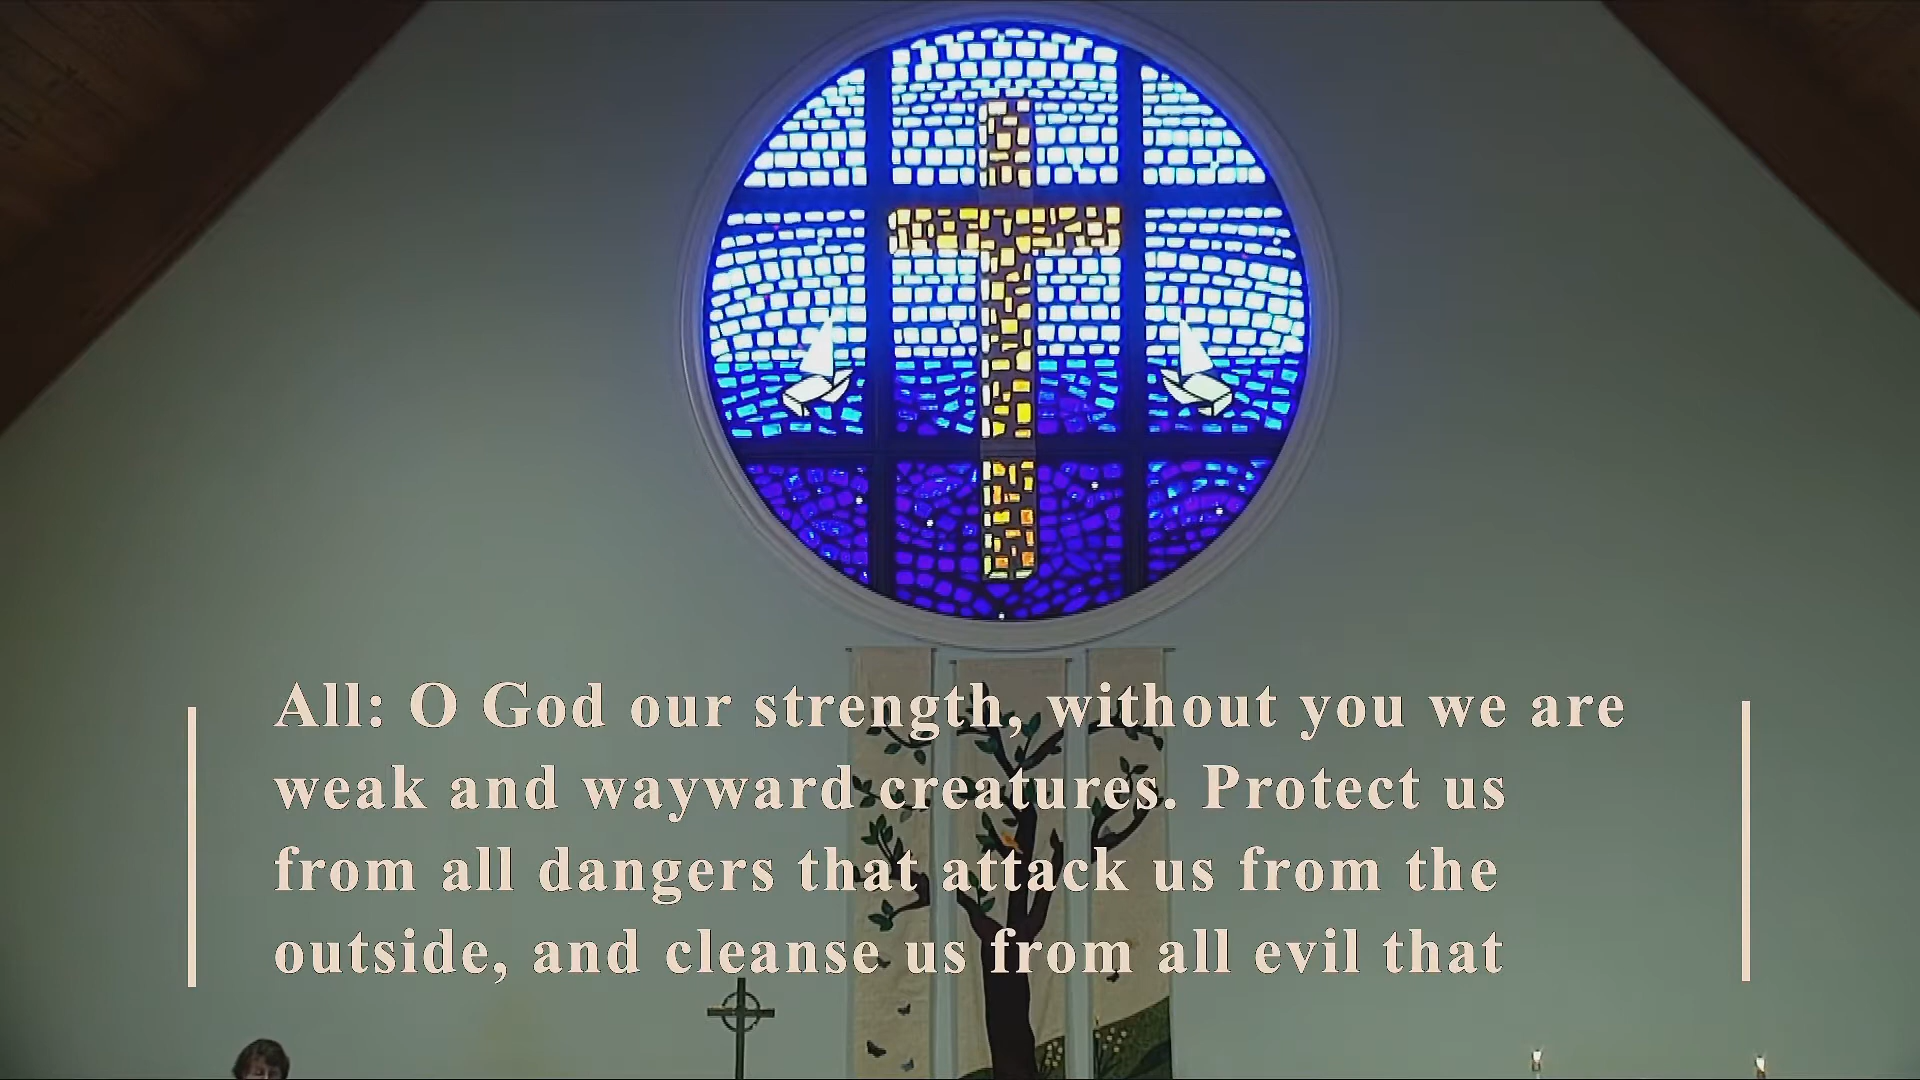 All: O God our strength, without you we are
weak and wayward creatures. Protect us
from all dangers that attack us from the
outside, and cleanse us from all evil that